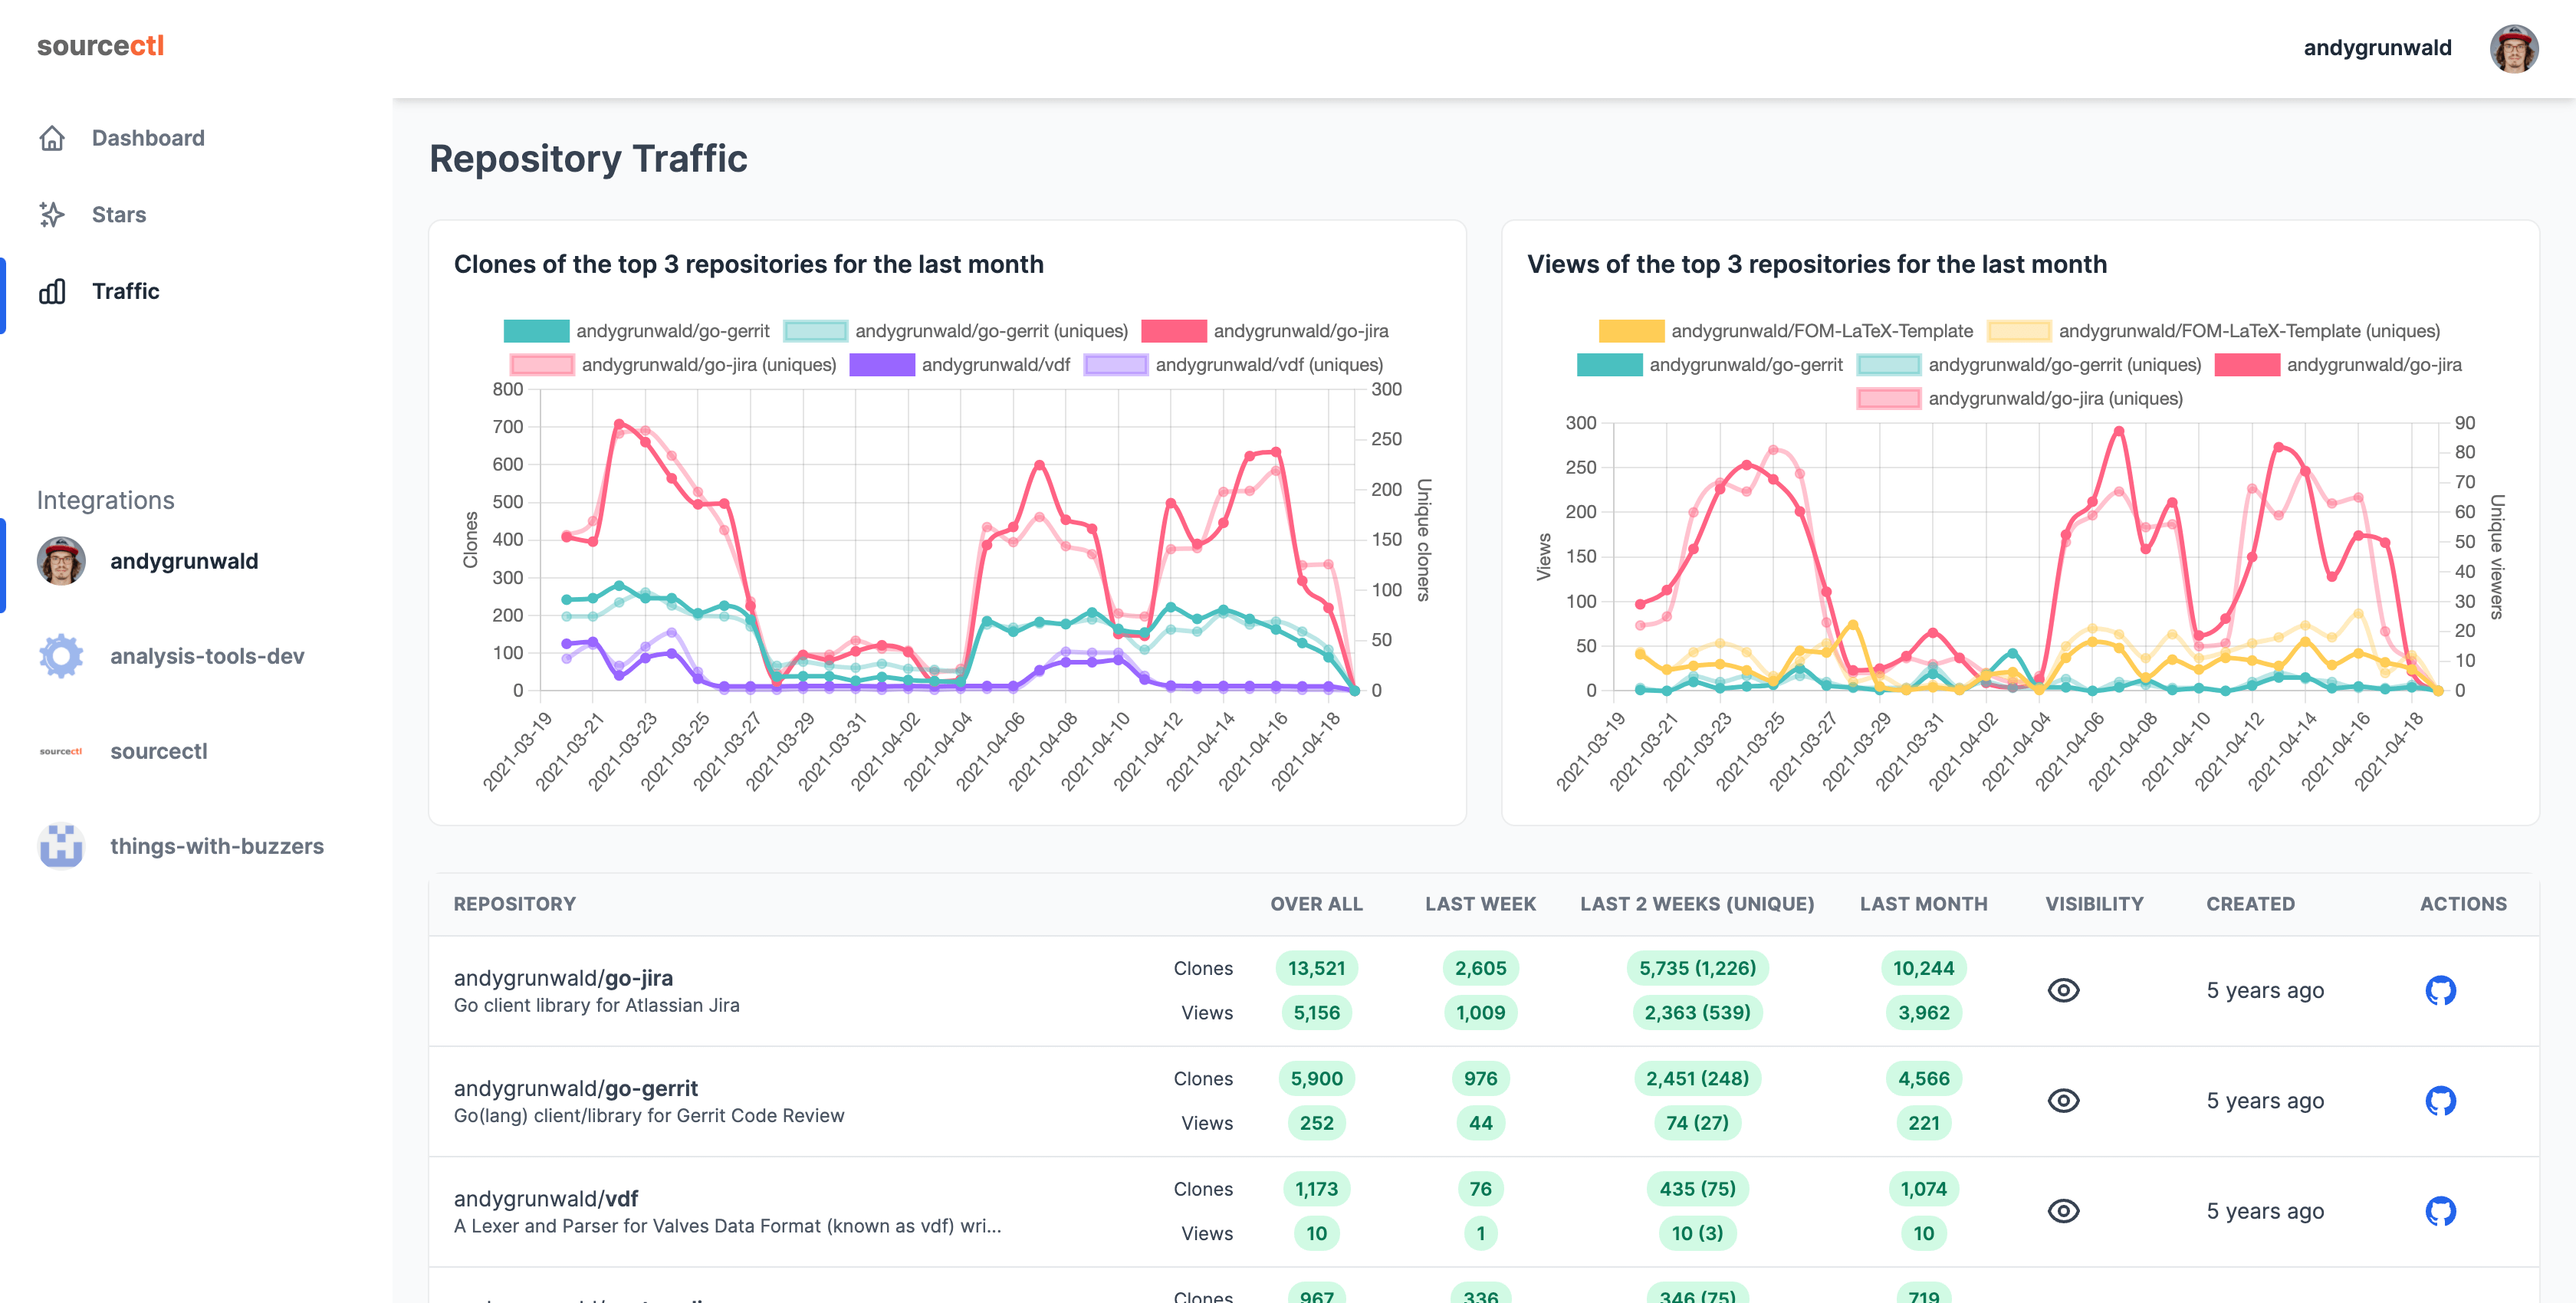 sourcectl
andygrunwald
Dashboard
Stars
Traffic
Integrations
andygrunwald
analysis-tools-dev
sourcectl
sourcectl
things-with-buzzers
Repository Traffic
Clones of the top 3 repositories for the last month
andygrunwald/go-gerrit andygrunwald/go-gerrit (uniques) andygrunwald/go-jira
andygrunwald/go-jira (uniques) andygrunwald/vdf andygrunwald/vdf (uniques)
800
700
600
500
400
300
200
100
0
Clones
300
250
200
150
100
50
0
Unique cloners
2021-03-19
2021-03-21
2021-03-23
2021-03-25
2021-03-27
2021-03-29
2021-03-31
2021-04-02
2021-04-04
2021-04-06
2021-04-08
2021-04-10
2021-04-12
2021-04-14
2021-04-16
2021-04-18
Views of the top 3 repositories for the last month
andygrunwald/FOM-LaTeX-Template andygrunwald/FOM-LaTeX-Template (uniques)
andygrunwald/go-gerrit andygrunwald/go-gerrit (uniques) andygrunwald/go-jira
andygrunwald/go-jira (uniques)
300
250
200
150
100
50
0
Views
90
80
70
60
50
40
30
20
10
0
Unique viewers
2021-03-19
2021-03-21
2021-03-23
2021-03-25
2021-03-27
2021-03-29
2021-03-31
2021-04-02
2021-04-04
2021-04-06
2021-04-08
2021-04-10
2021-04-12
2021-04-14
2021-04-16
2021-04-18
REPOSITORY OVER ALL LAST WEEK LAST 2 WEEKS (UNIQUE) LAST MONTH VISIBILITY CREATED ACTIONS
andygrunwald/go-jira
Go client library for Atlassian Jira
Clones 13,521 2,605 5,735 (1,226) 10,244
Views 5,156 1,009 2,363 (539) 3,962
5 years ago
andygrunwald/go-gerrit
Go(lang) client/library for Gerrit Code Review
Clones 5,900 976 2,451 (248) 4,566
Views 252 44 74 (27) 221
5 years ago
andygrunwald/vdf
A Lexer and Parser for Valves Data Format (known as vdf) wri...
Clones 1,173 76 435 (75) 1,074
Views 10 1 10 (3) 10
5 years ago
Clones 967 336 346 (75) 719